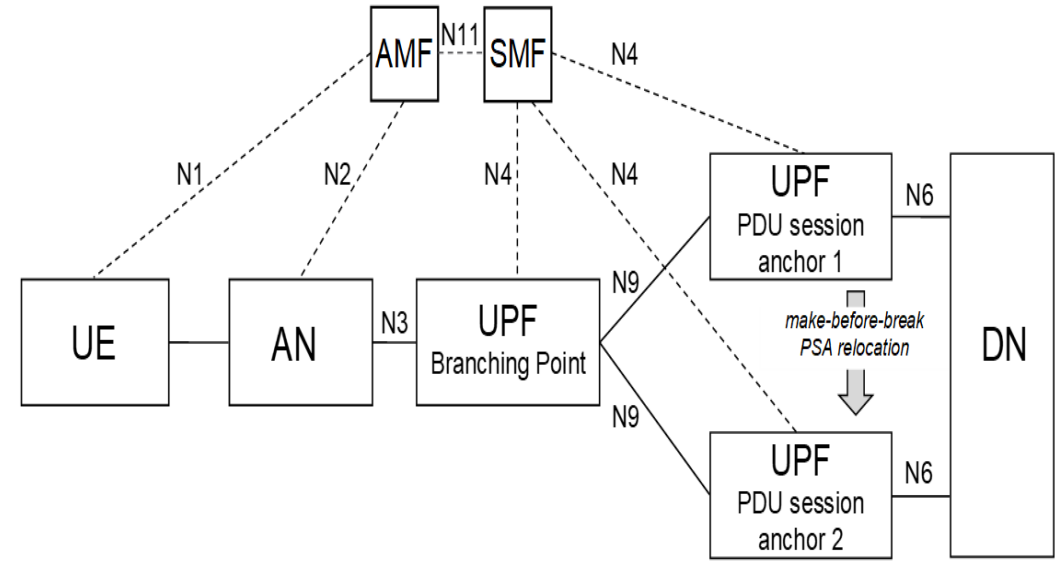 AMF
N11
SMF
N4
N1
N2
N4
N4
UPF
PDU session
anchor 1
N6
UE
AN
N3
UPF
Branching Point
N9
make-before-break
PSA relocation
DN
N9
UPF
PDU session
anchor 2
N6